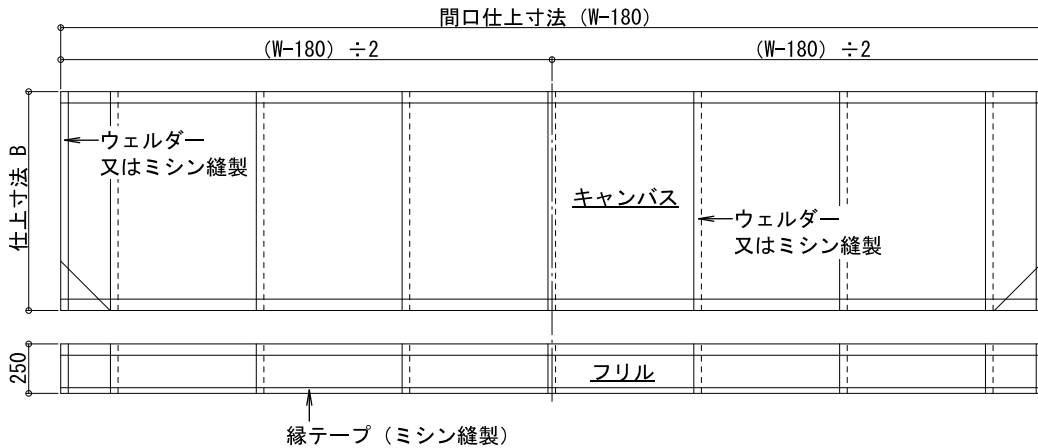 間口仕上寸法 (W-180)
(W-180) ÷2
(W-180) ÷2
仕上寸法 B
ウェルダー
又はミシン縫製
キャンバス
ウェルダー
又はミシン縫製
250
フリル
縁テープ（ミシン縫製）